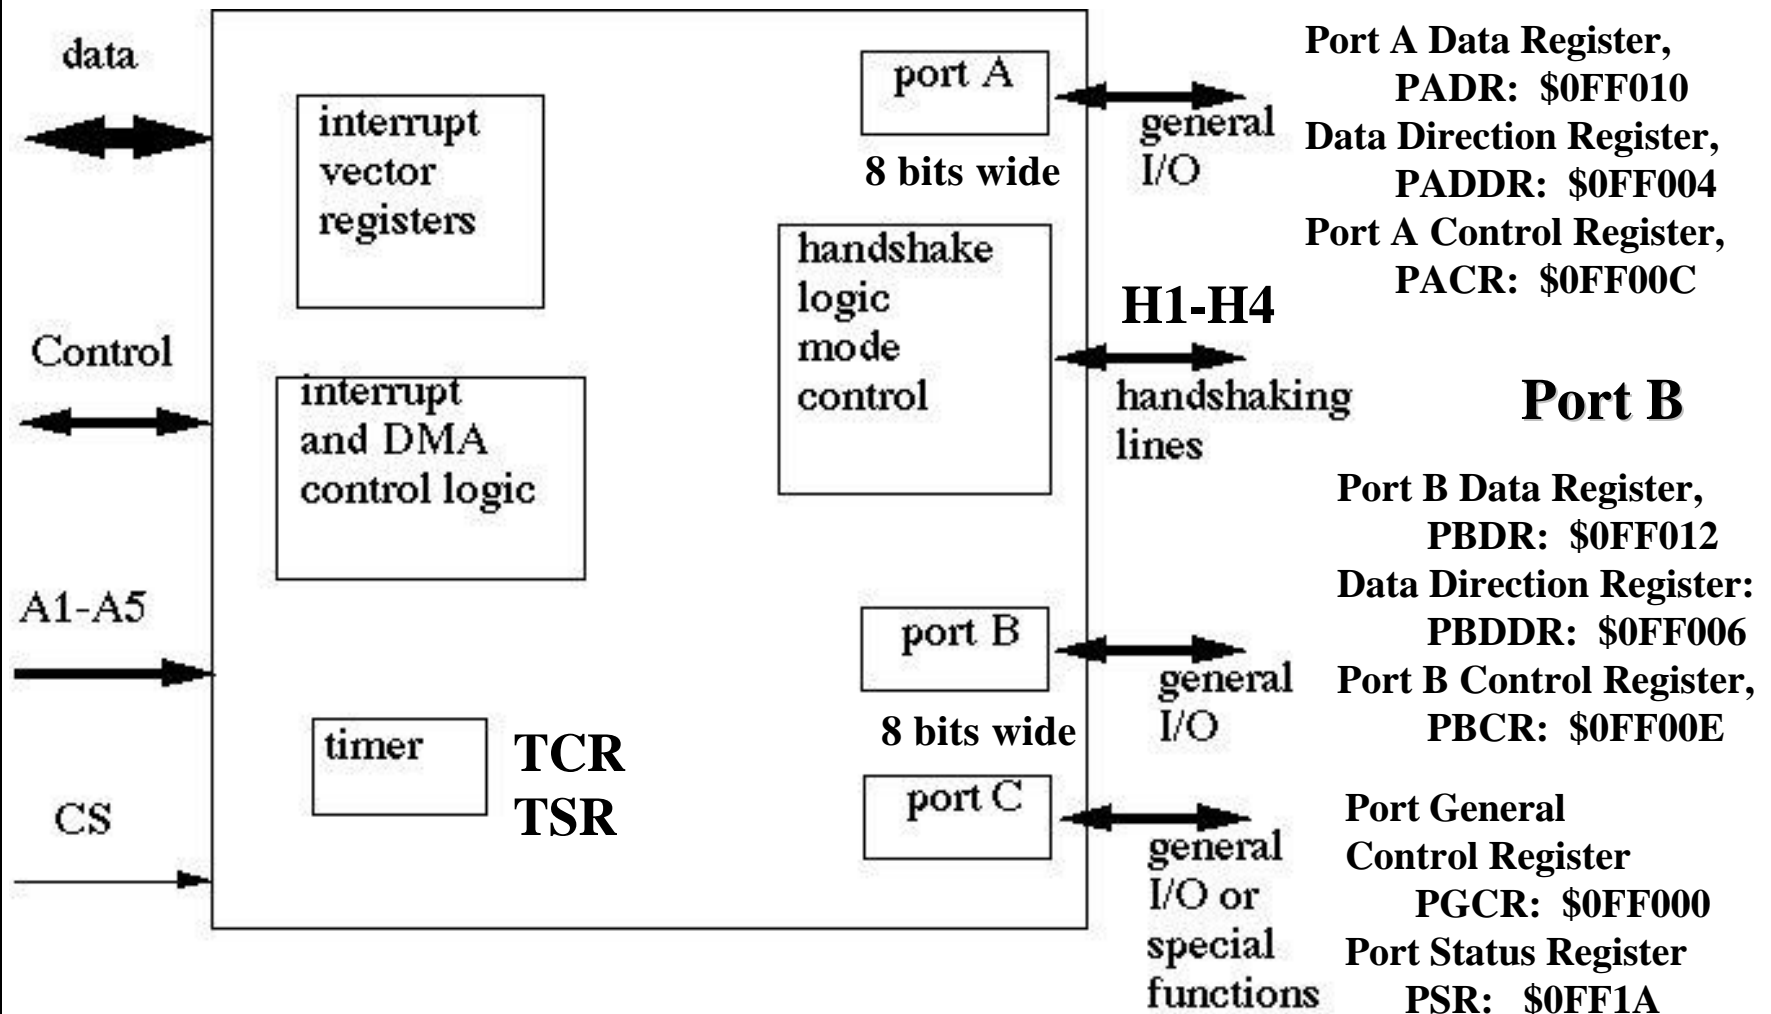 data
Control
A1-A5
CS
interrupt
vector
registers
interrupt
and DMA
control logic
timer
TCR
TSR
port A
8 bits wide
handshake
logic
mode
control
port B
8 bits wide
port C
general
I/O
H1-H4
handshaking
lines
general
I/O
general
I/O or
special
functions
Port A Data Register,
PADR: $0FF010
Data Direction Register,
PADDR: $0FF004
Port A Control Register,
PACR: $0FF00C
Port B
Port B Data Register,
PBDR: $0FF012
Data Direction Register:
PBDDR: $0FF006
Port B Control Register,
PBCR: $0FF00E
Port General
Control Register
PGCR: $0FF000
Port Status Register
PSR: $0FF1A